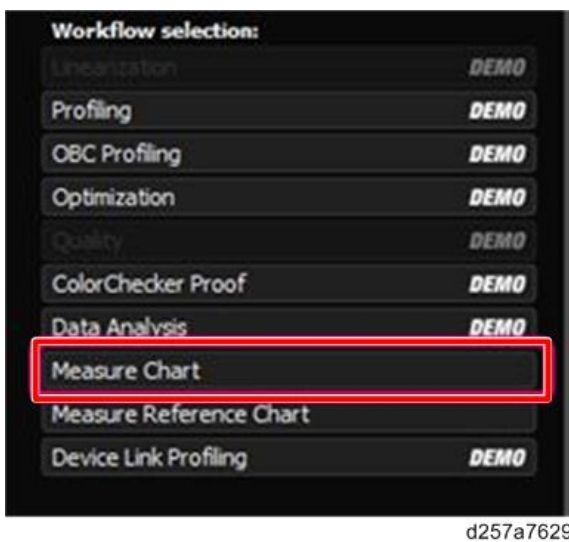 Workflow selection:
Linearization DEMO
Profiling DEMO
OBC Profiling DEMO
Optimization DEMO
Quality DEMO
ColorChecker Proof DEMO
Data Analysis DEMO
Measure Chart
Measure Reference Chart
Device Link Profiling DEMO
d257a7629